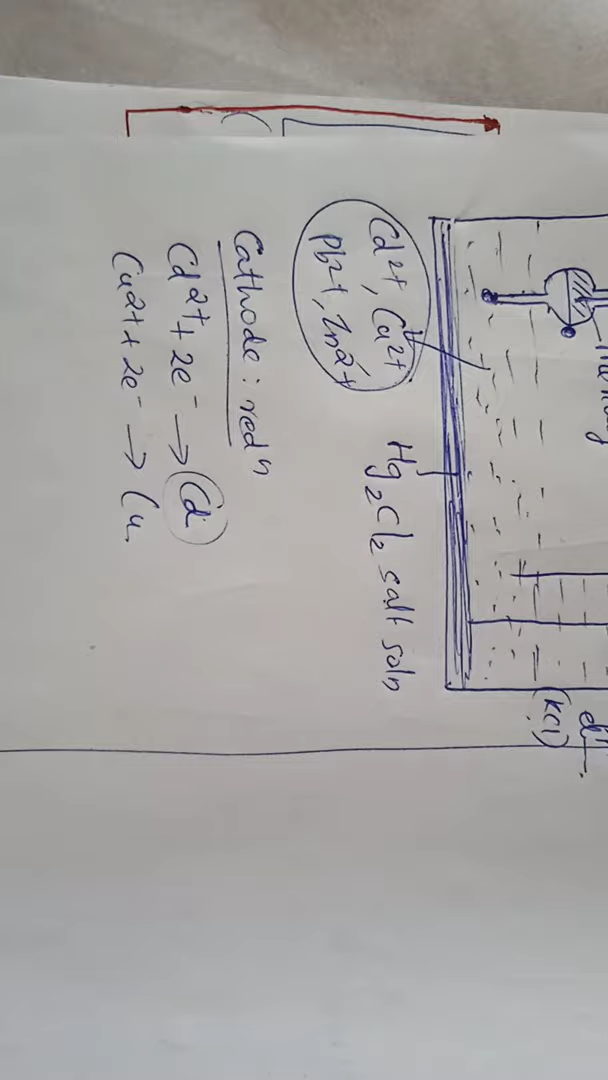 Hg₂Cl₂ salt soln
(KCl)
Cd²⁺, Cu²⁺
Pb²⁺, Zn²⁺
Cathode : redⁿ
Cd²⁺ + 2e⁻ → Cd
Cu²⁺ + 2e⁻ → Cu.